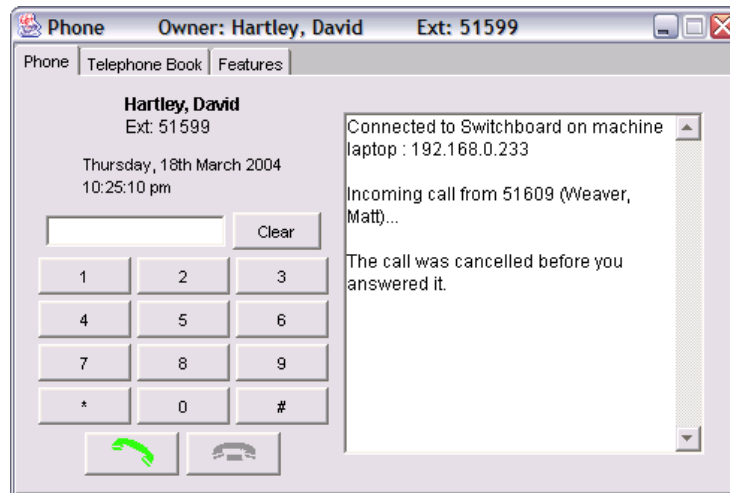 Phone Owner: Hartley, David Ext: 51599
Phone Telephone Book Features
Hartley, David
Ext: 51599
Thursday, 18th March 2004
10:25:10 pm
Clear
1 2 3
4 5 6
7 8 9
* 0 #
Connected to Switchboard on machine
laptop : 192.168.0.233
Incoming call from 51609 (Weaver,
Matt)...
The call was cancelled before you
answered it.